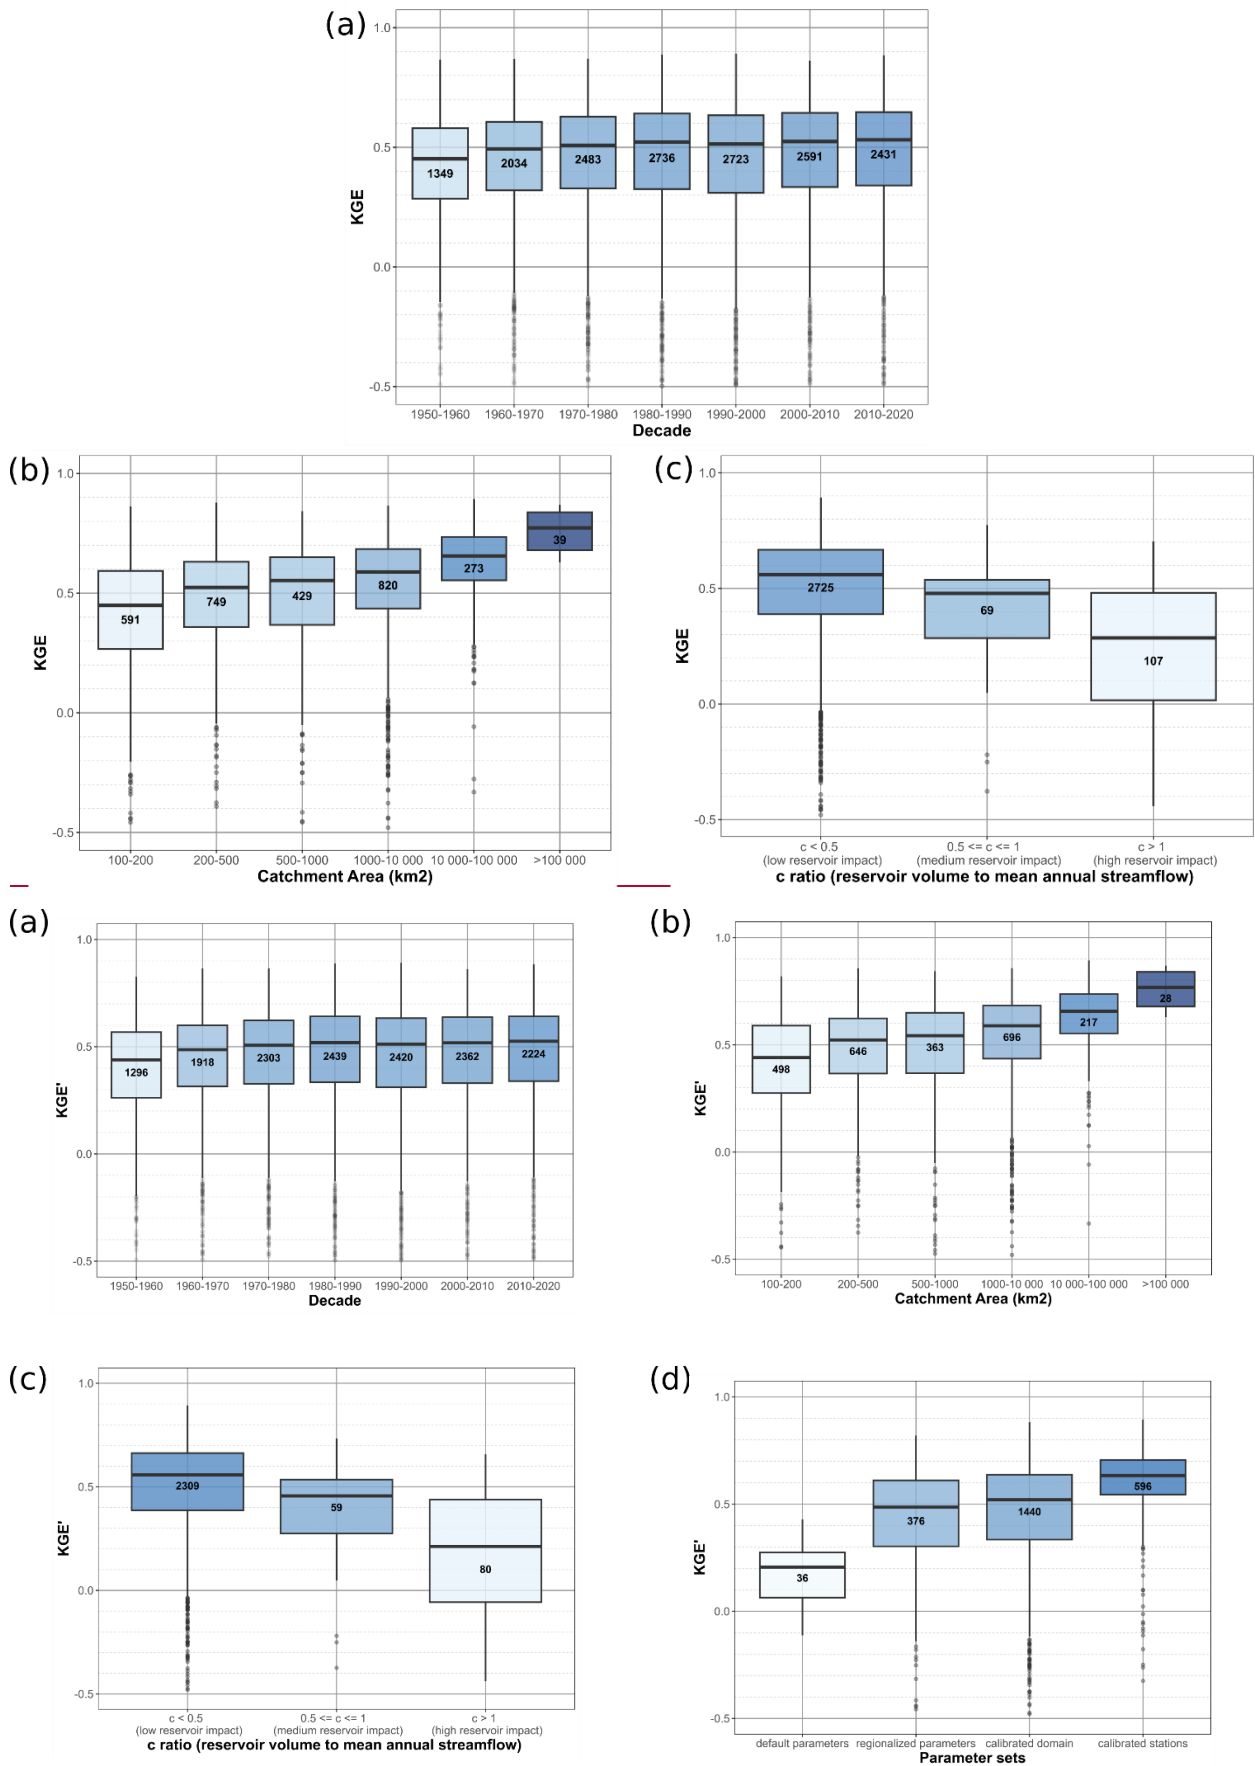 (a)
1.0
0.5
0.0
-0.5
KGE
1349
2034
2483
2736
2723
2591
2431
1950-1960 1960-1970 1970-1980 1980-1990 1990-2000 2000-2010 2010-2020
Decade
(b)
1.0
0.5
0.0
-0.5
KGE
591
749
429
820
273
39
100-200 200-500 500-1000 1000-10 000 10 000-100 000 >100 000
Catchment Area (km2)
(c)
1.0
0.5
0.0
-0.5
KGE
2725
69
107
c < 0.5 0.5 <= c <= 1 c > 1
(low reservoir impact) (medium reservoir impact) (high reservoir impact)
c ratio (reservoir volume to mean annual streamflow)
(a)
1.0
0.5
0.0
-0.5
KGE'
1296
1918
2303
2439
2420
2362
2224
1950-1960 1960-1970 1970-1980 1980-1990 1990-2000 2000-2010 2010-2020
Decade
(b)
1.0
0.5
0.0
-0.5
KGE'
498
646
363
696
217
28
100-200 200-500 500-1000 1000-10 000 10 000-100 000 >100 000
Catchment Area (km2)
(c)
1.0
0.5
0.0
-0.5
KGE'
2309
59
80
c < 0.5 0.5 <= c <= 1 c > 1
(low reservoir impact) (medium reservoir impact) (high reservoir impact)
c ratio (reservoir volume to mean annual streamflow)
(d)
1.0
0.5
0.0
-0.5
KGE'
36
376
1440
596
default parameters regionalized parameters calibrated domain calibrated stations
Parameter sets